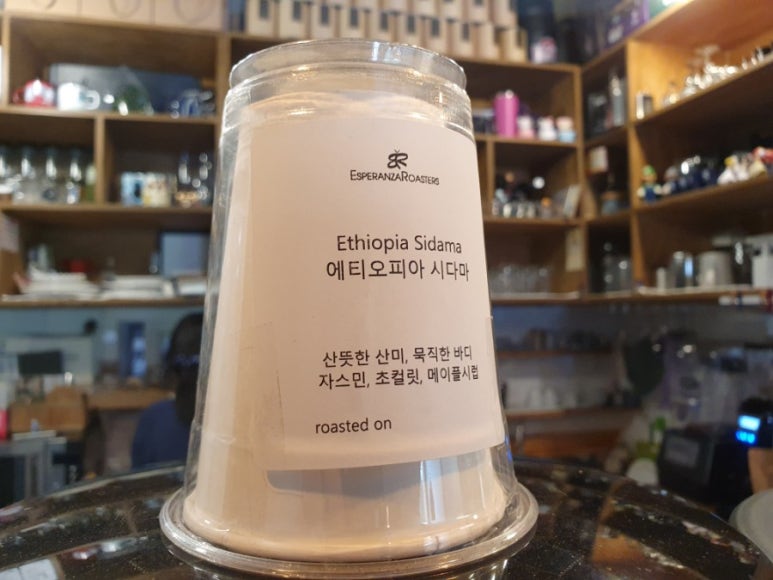 ESPERANZAROASTERS
Ethiopia Sidama
에티오피아 시다마
산뜻한 산미, 묵직한 바디
자스민, 초컬릿, 메이플시럽
roasted on